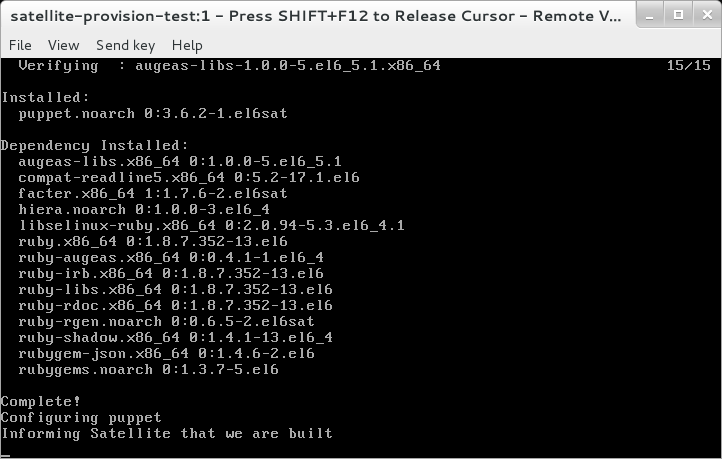 satellite-provision-test:1 – Press SHIFT+F12 to Release Cursor – Remote V...
File View Send key Help
Verifying : augeas-libs-1.0.0-5.el6_5.1.x86_64 15/15
Installed:
puppet.noarch 0:3.6.2-1.el6sat
Dependency Installed:
augeas-libs.x86_64 0:1.0.0-5.el6_5.1
compat-readline5.x86_64 0:5.2-17.1.el6
facter.x86_64 1:1.7.6-2.el6sat
hiera.noarch 0:1.0.0-3.el6_4
libselinux-ruby.x86_64 0:2.0.94-5.3.el6_4.1
ruby.x86_64 0:1.8.7.352-13.el6
ruby-augeas.x86_64 0:0.4.1-1.el6_4
ruby-irb.x86_64 0:1.8.7.352-13.el6
ruby-libs.x86_64 0:1.8.7.352-13.el6
ruby-rdoc.x86_64 0:1.8.7.352-13.el6
ruby-rgen.noarch 0:0.6.5-2.el6sat
ruby-shadow.x86_64 0:1.4.1-13.el6_4
rubygem-json.x86_64 0:1.4.6-2.el6
rubygems.noarch 0:1.3.7-5.el6
Complete!
Configuring puppet
Informing Satellite that we are built